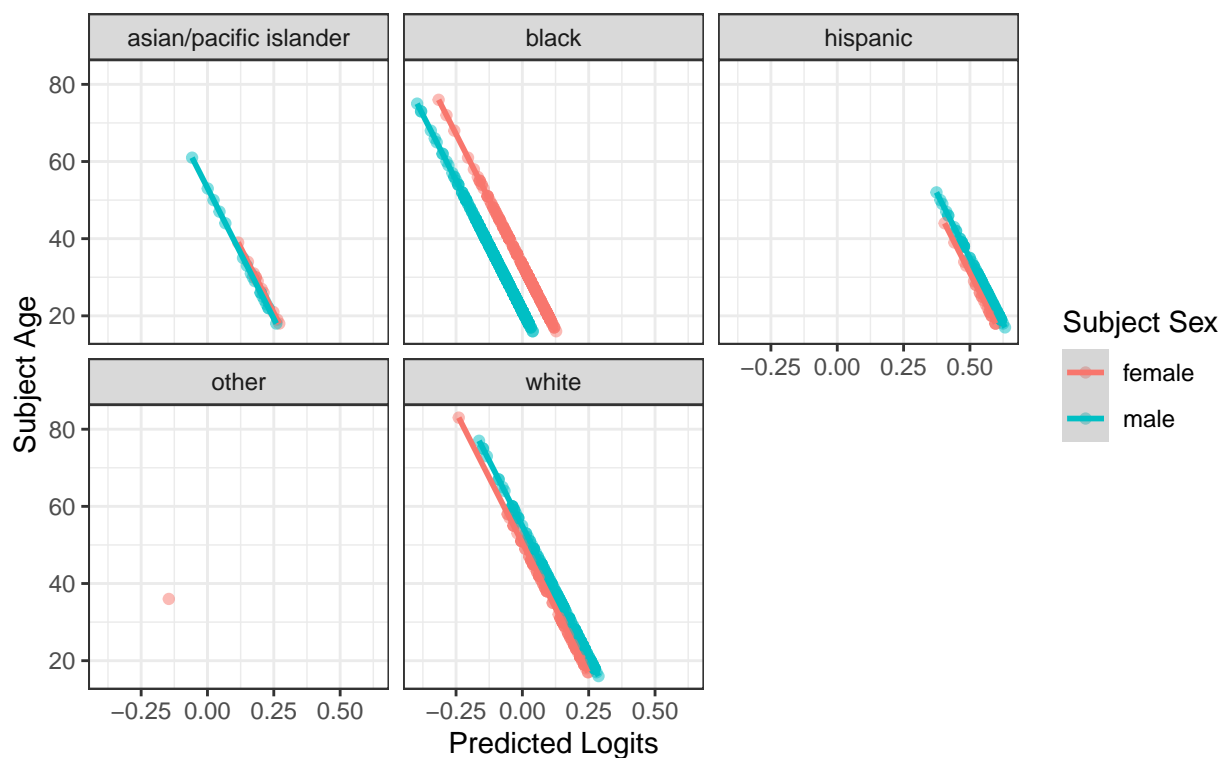 asian/pacific islander
black
hispanic
80
60
40
20
−0.25 0.00 0.25 0.50
other
white
80
60
40
20
−0.25 0.00 0.25 0.50
−0.25 0.00 0.25 0.50
Subject Age
Predicted Logits
Subject Sex
female
male